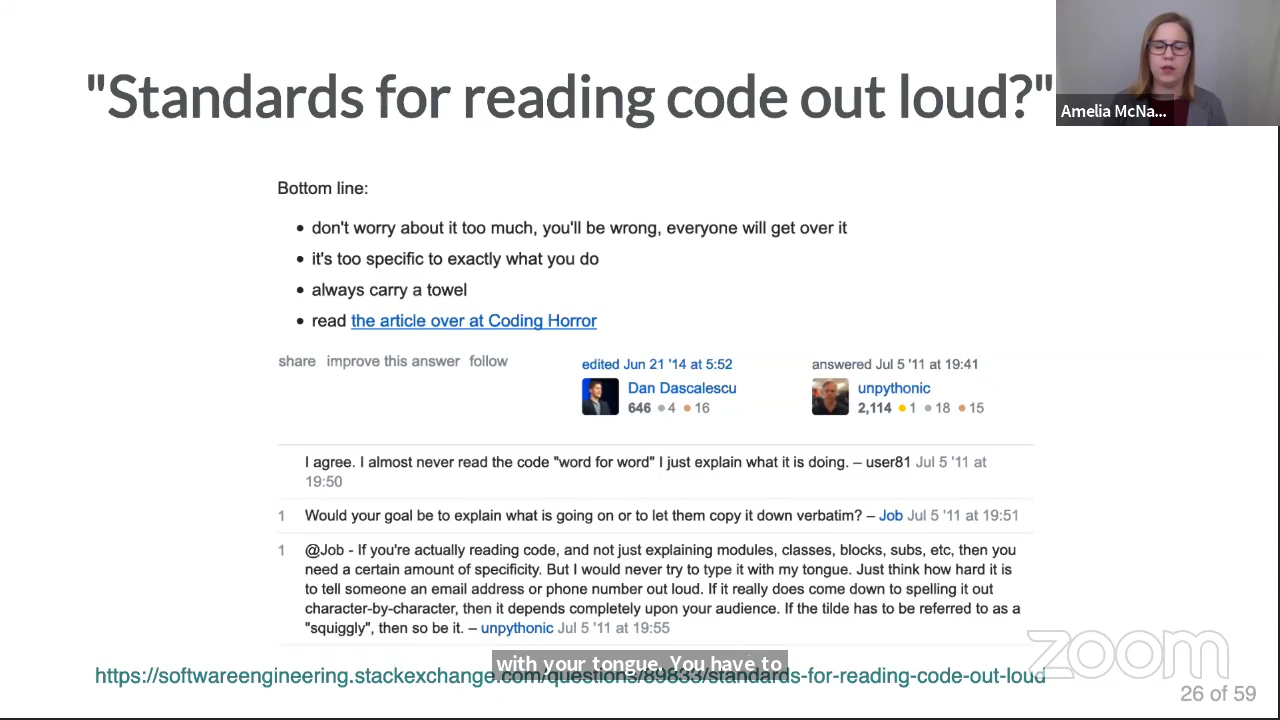 "Standards for reading code out loud?"
Amelia McNa...
Bottom line:
• don't worry about it too much, you'll be wrong, everyone will get over it
• it's too specific to exactly what you do
• always carry a towel
• read the article over at Coding Horror
share improve this answer follow
edited Jun 21 '14 at 5:52
Dan Dascalescu
646 ●4 ●16
answered Jul 5 '11 at 19:41
unpythonic
2,114 ●1 ●18 ●15
I agree. I almost never read the code "word for word" I just explain what it is doing. – user81 Jul 5 '11 at
19:50
1 Would your goal be to explain what is going on or to let them copy it down verbatim? – Job Jul 5 '11 at 19:51
1 @Job - If you're actually reading code, and not just explaining modules, classes, blocks, subs, etc, then you
need a certain amount of specificity. But I would never try to type it with my tongue. Just think how hard it is
to tell someone an email address or phone number out loud. If it really does come down to spelling it out
character-by-character, then it depends completely upon your audience. If the tilde has to be referred to as a
"squiggly", then so be it. – unpythonic Jul 5 '11 at 19:55
with your tongue. You have to
https://softwareengineering.stackexchange.com/questions/89833/standards-for-reading-code-out-loud
zoom
26 of 59